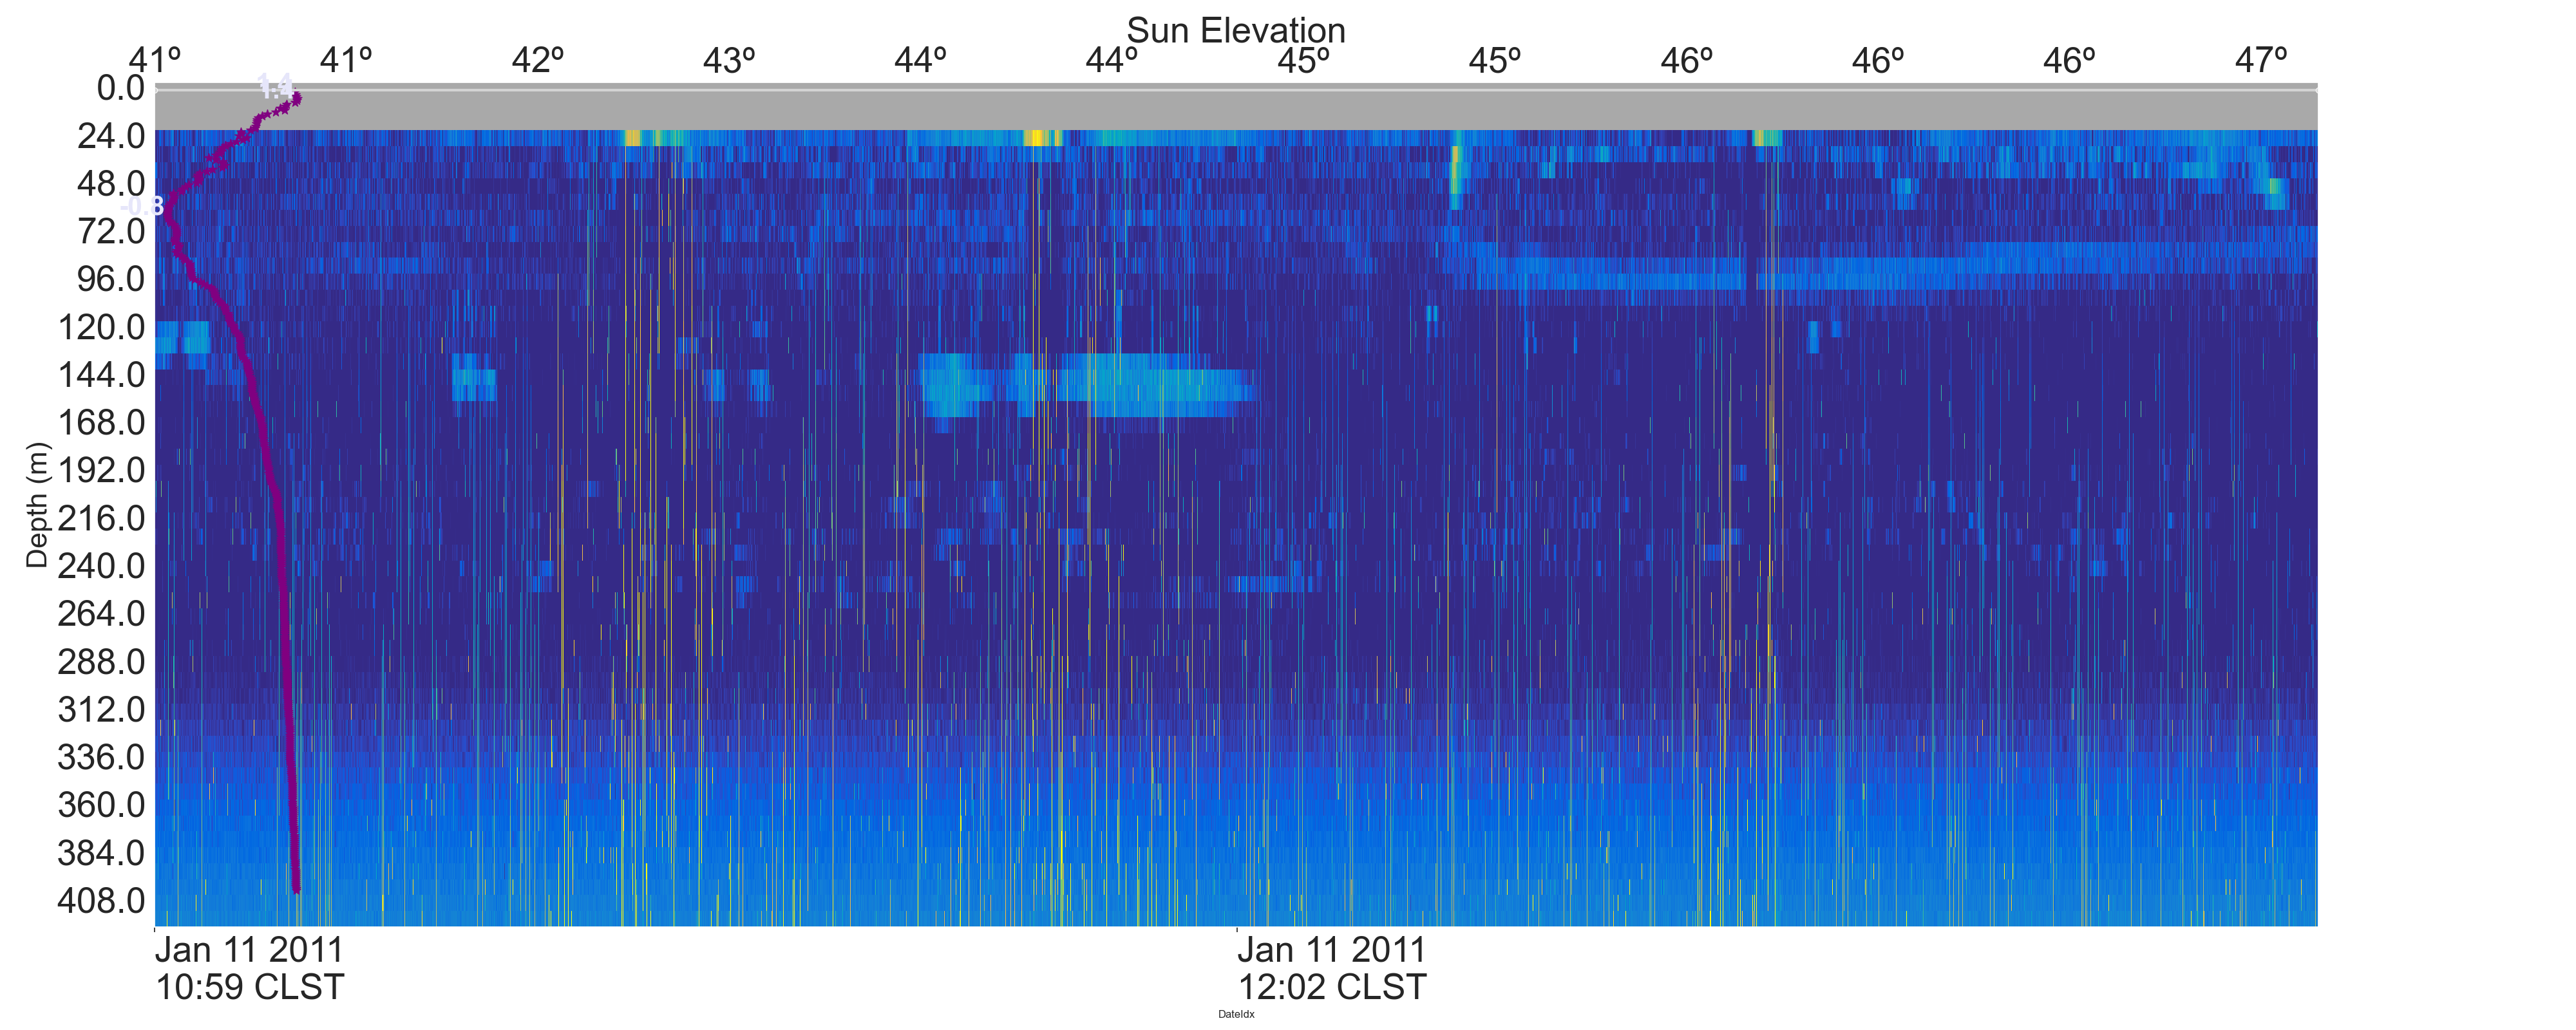 Sun Elevation
41º 41º 42º 43º 44º 44º 45º 45º 46º 46º 46º 47º
0.0
24.0
48.0
-0.8
72.0
96.0
120.0
144.0
168.0
192.0
216.0
240.0
264.0
288.0
312.0
336.0
360.0
384.0
408.0
Depth (m)
Jan 11 2011
10:59 CLST
Jan 11 2011
12:02 CLST
DateIdx